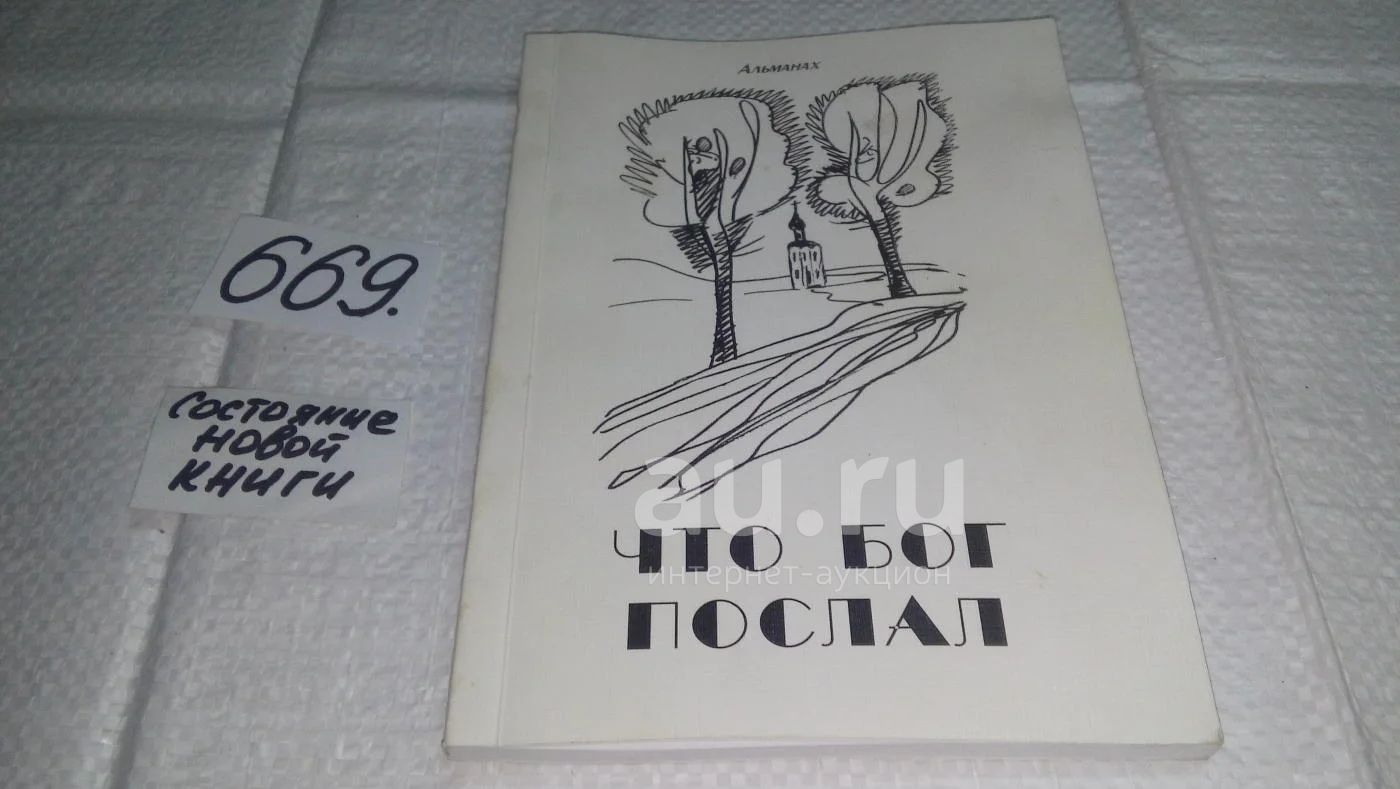 Альманах
669.
Состояние
новой
книги
au.ru
ЧТО БОГ
интернет-аукцион
ПОСЛАЛ